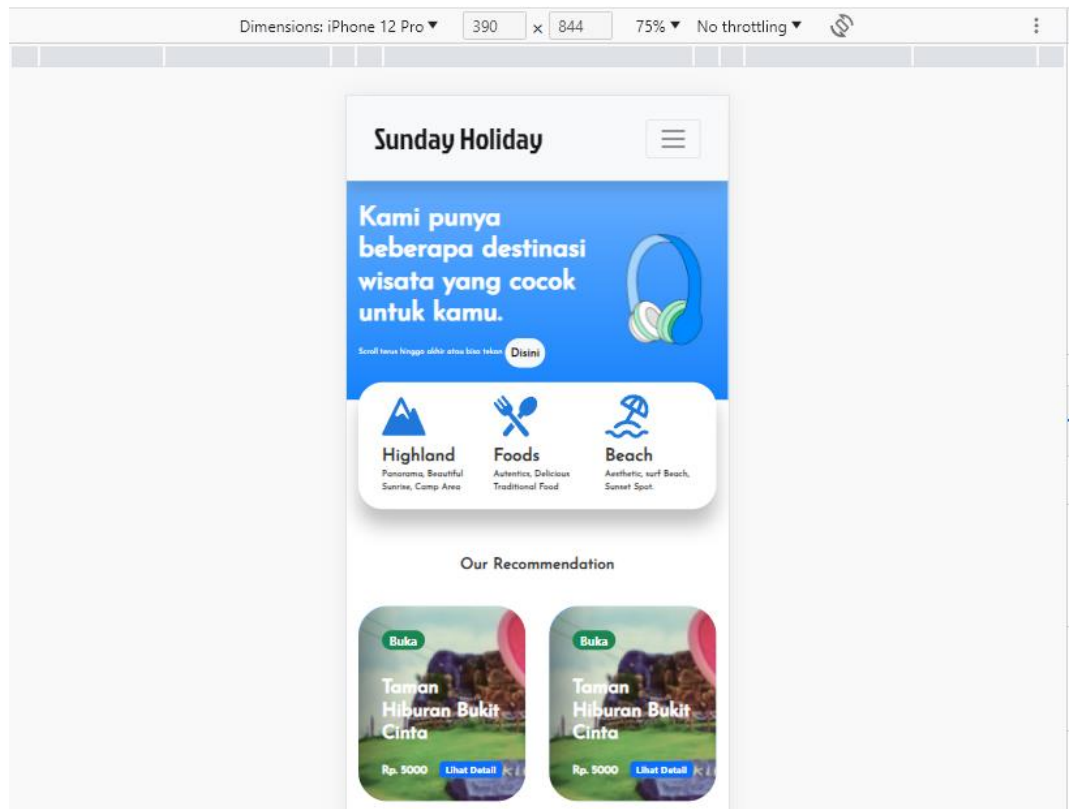 Dimensions: iPhone 12 Pro 390 x 844 75% No throttling
Sunday Holiday
Kami punya
beberapa destinasi
wisata yang cocok
untuk kamu.
Scroll terus hingga akhir atau bisa tekan Disini
Highland Foods Beach
Panorama, Beautiful Autentics, Delicious Aesthetic, surf Beach,
Sunrise, Camp Area Traditional Food Sunset Spot.
Our Recommendation
Buka Buka
Taman Taman
Hiburan Bukit Hiburan Bukit
Cinta Cinta
Rp. 5000 Lihat Detail Rp. 5000 Lihat Detail